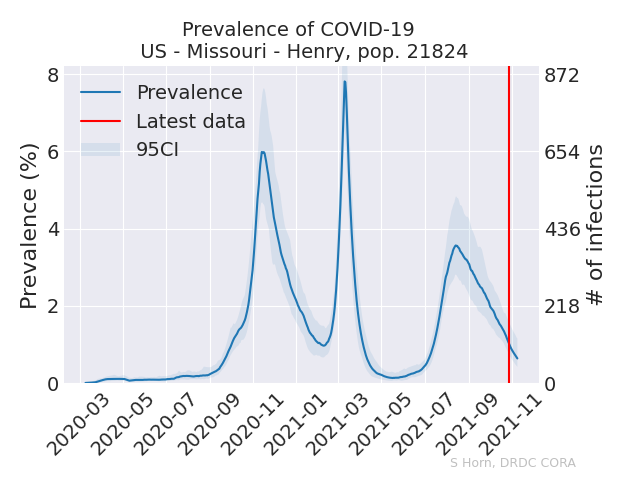 Prevalence of COVID-19
US - Missouri - Henry, pop. 21824
Prevalence
Latest data
95CI
Prevalence (%)
8
6
4
2
0
872
654
436
218
0
# of infections
2020-03
2020-05
2020-07
2020-09
2020-11
2021-01
2021-03
2021-05
2021-07
2021-09
2021-11
S Horn, DRDC CORA